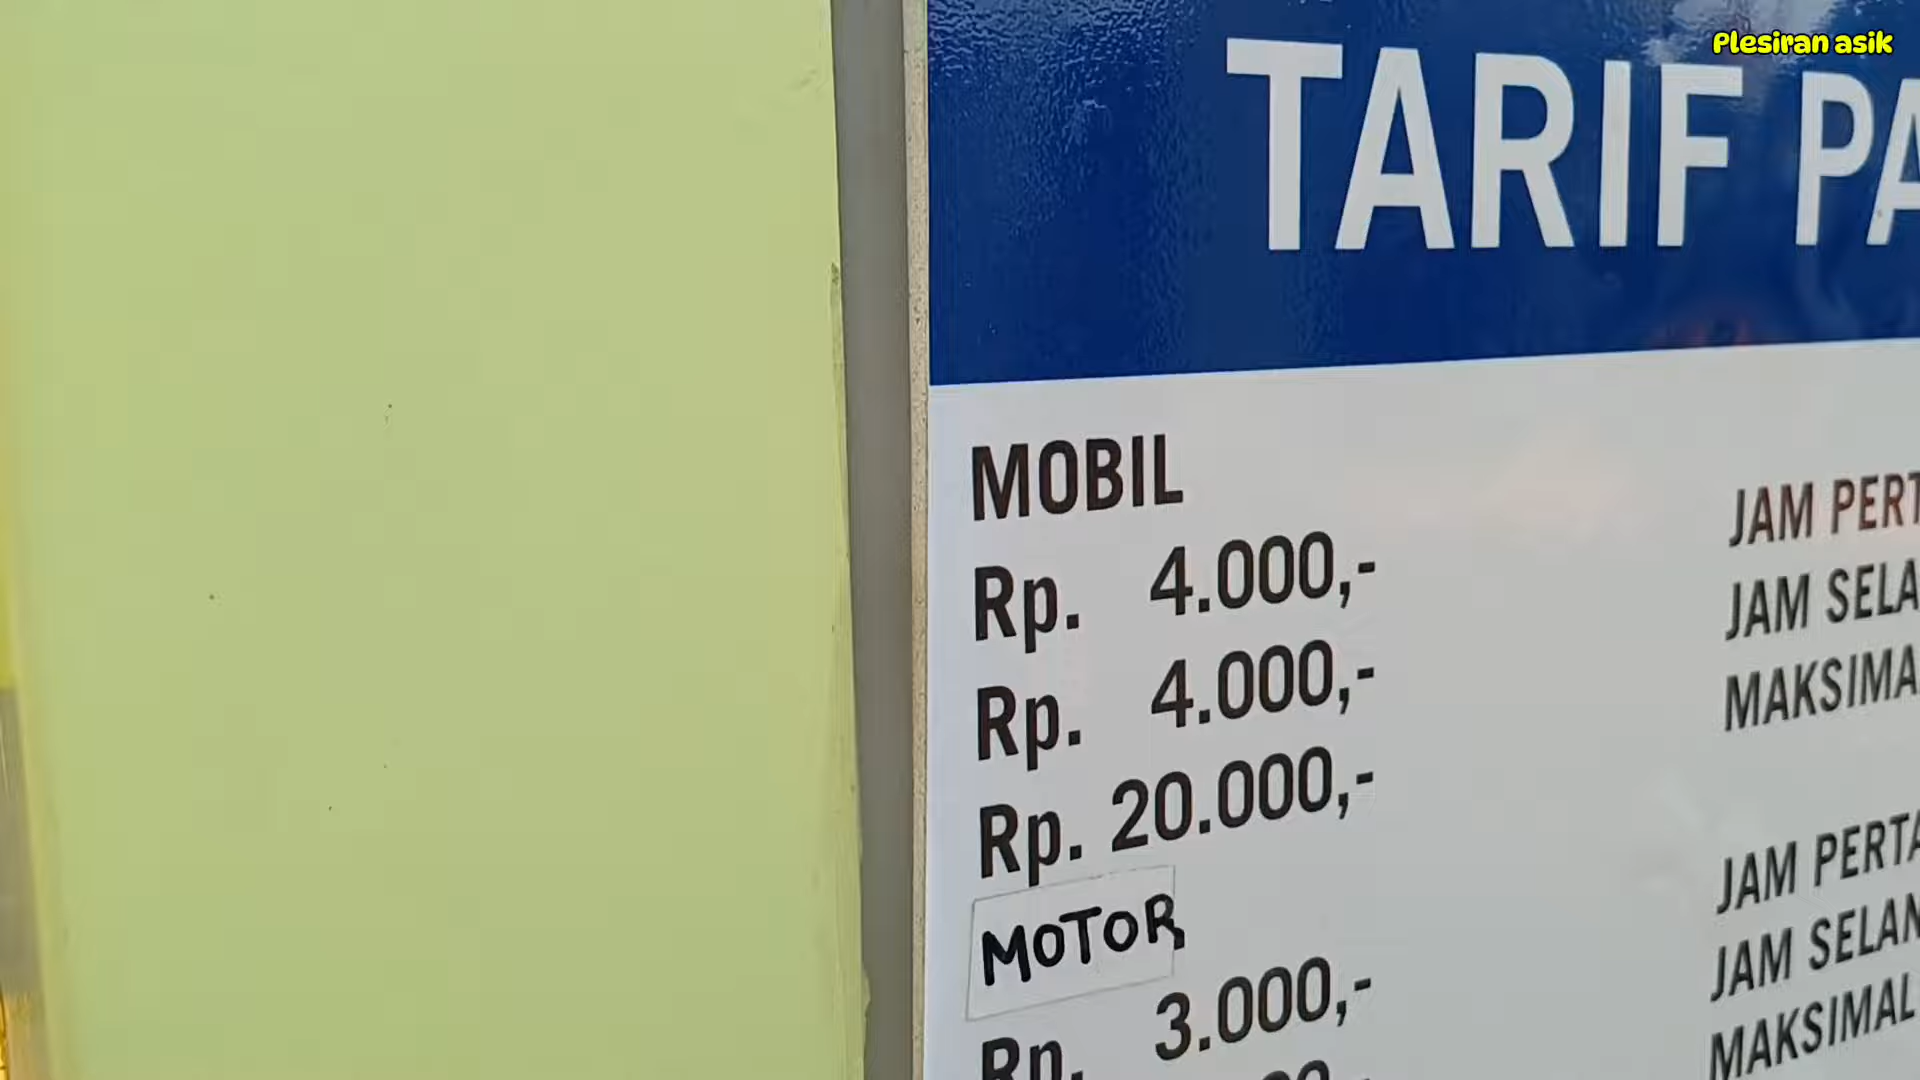 Plesiran asik
TARIF PA
MOBIL
Rp. 4.000,- JAM PERT
Rp. 4.000,- JAM SELA
Rp. 20.000,- MAKSIMA
MOTOR
Rp. 3.000,- JAM PERTA
JAM SELAN
MAKSIMAL